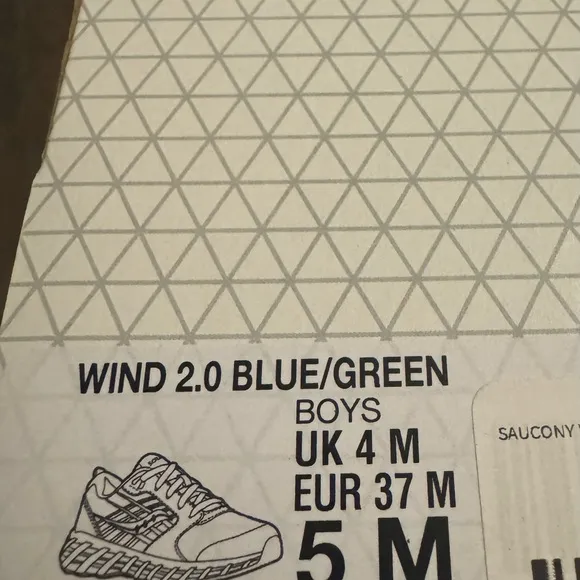 WIND 2.0 BLUE/GREEN
BOYS
UK 4 M
EUR 37 M
5 M
SAUCONY